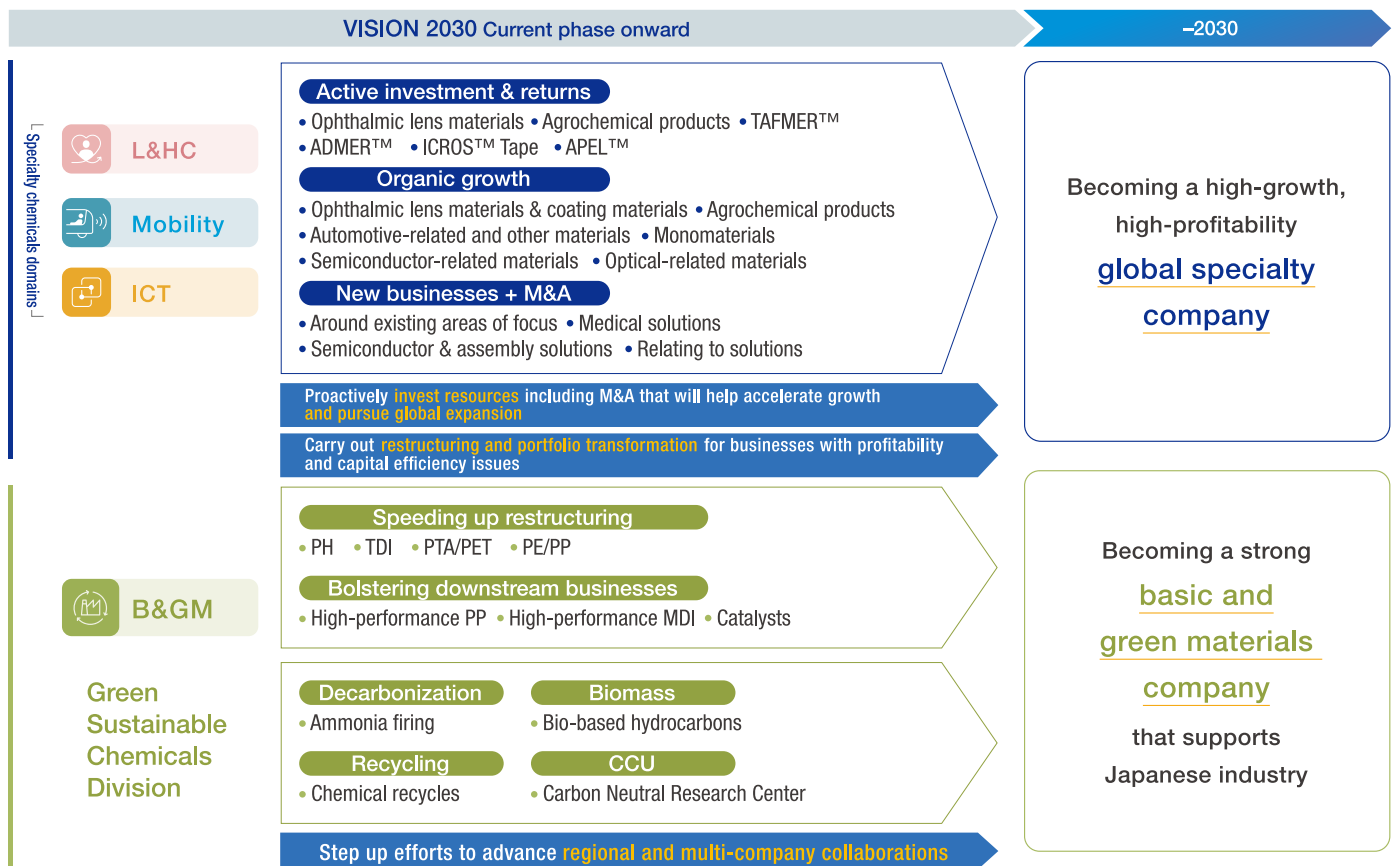 VISION 2030 Current phase onward
–2030
Specialty chemicals domains
L&HC
Mobility
ICT
Active investment & returns
• Ophthalmic lens materials • Agrochemical products • TAFMER™
• ADMER™ • ICROS™ Tape • APEL™
Organic growth
• Ophthalmic lens materials & coating materials • Agrochemical products
• Automotive-related and other materials • Monomaterials
• Semiconductor-related materials • Optical-related materials
New businesses + M&A
• Around existing areas of focus • Medical solutions
• Semiconductor & assembly solutions • Relating to solutions
Proactively invest resources including M&A that will help accelerate growth
and pursue global expansion
Carry out restructuring and portfolio transformation for businesses with profitability
and capital efficiency issues
Becoming a high-growth,
high-profitability
global specialty
company
B&GM
Green
Sustainable
Chemicals
Division
Speeding up restructuring
• PH • TDI • PTA/PET • PE/PP
Bolstering downstream businesses
• High-performance PP • High-performance MDI • Catalysts
Decarbonization
• Ammonia firing
Biomass
• Bio-based hydrocarbons
Recycling
• Chemical recycles
CCU
• Carbon Neutral Research Center
Step up efforts to advance regional and multi-company collaborations
Becoming a strong
basic and
green materials
company
that supports
Japanese industry